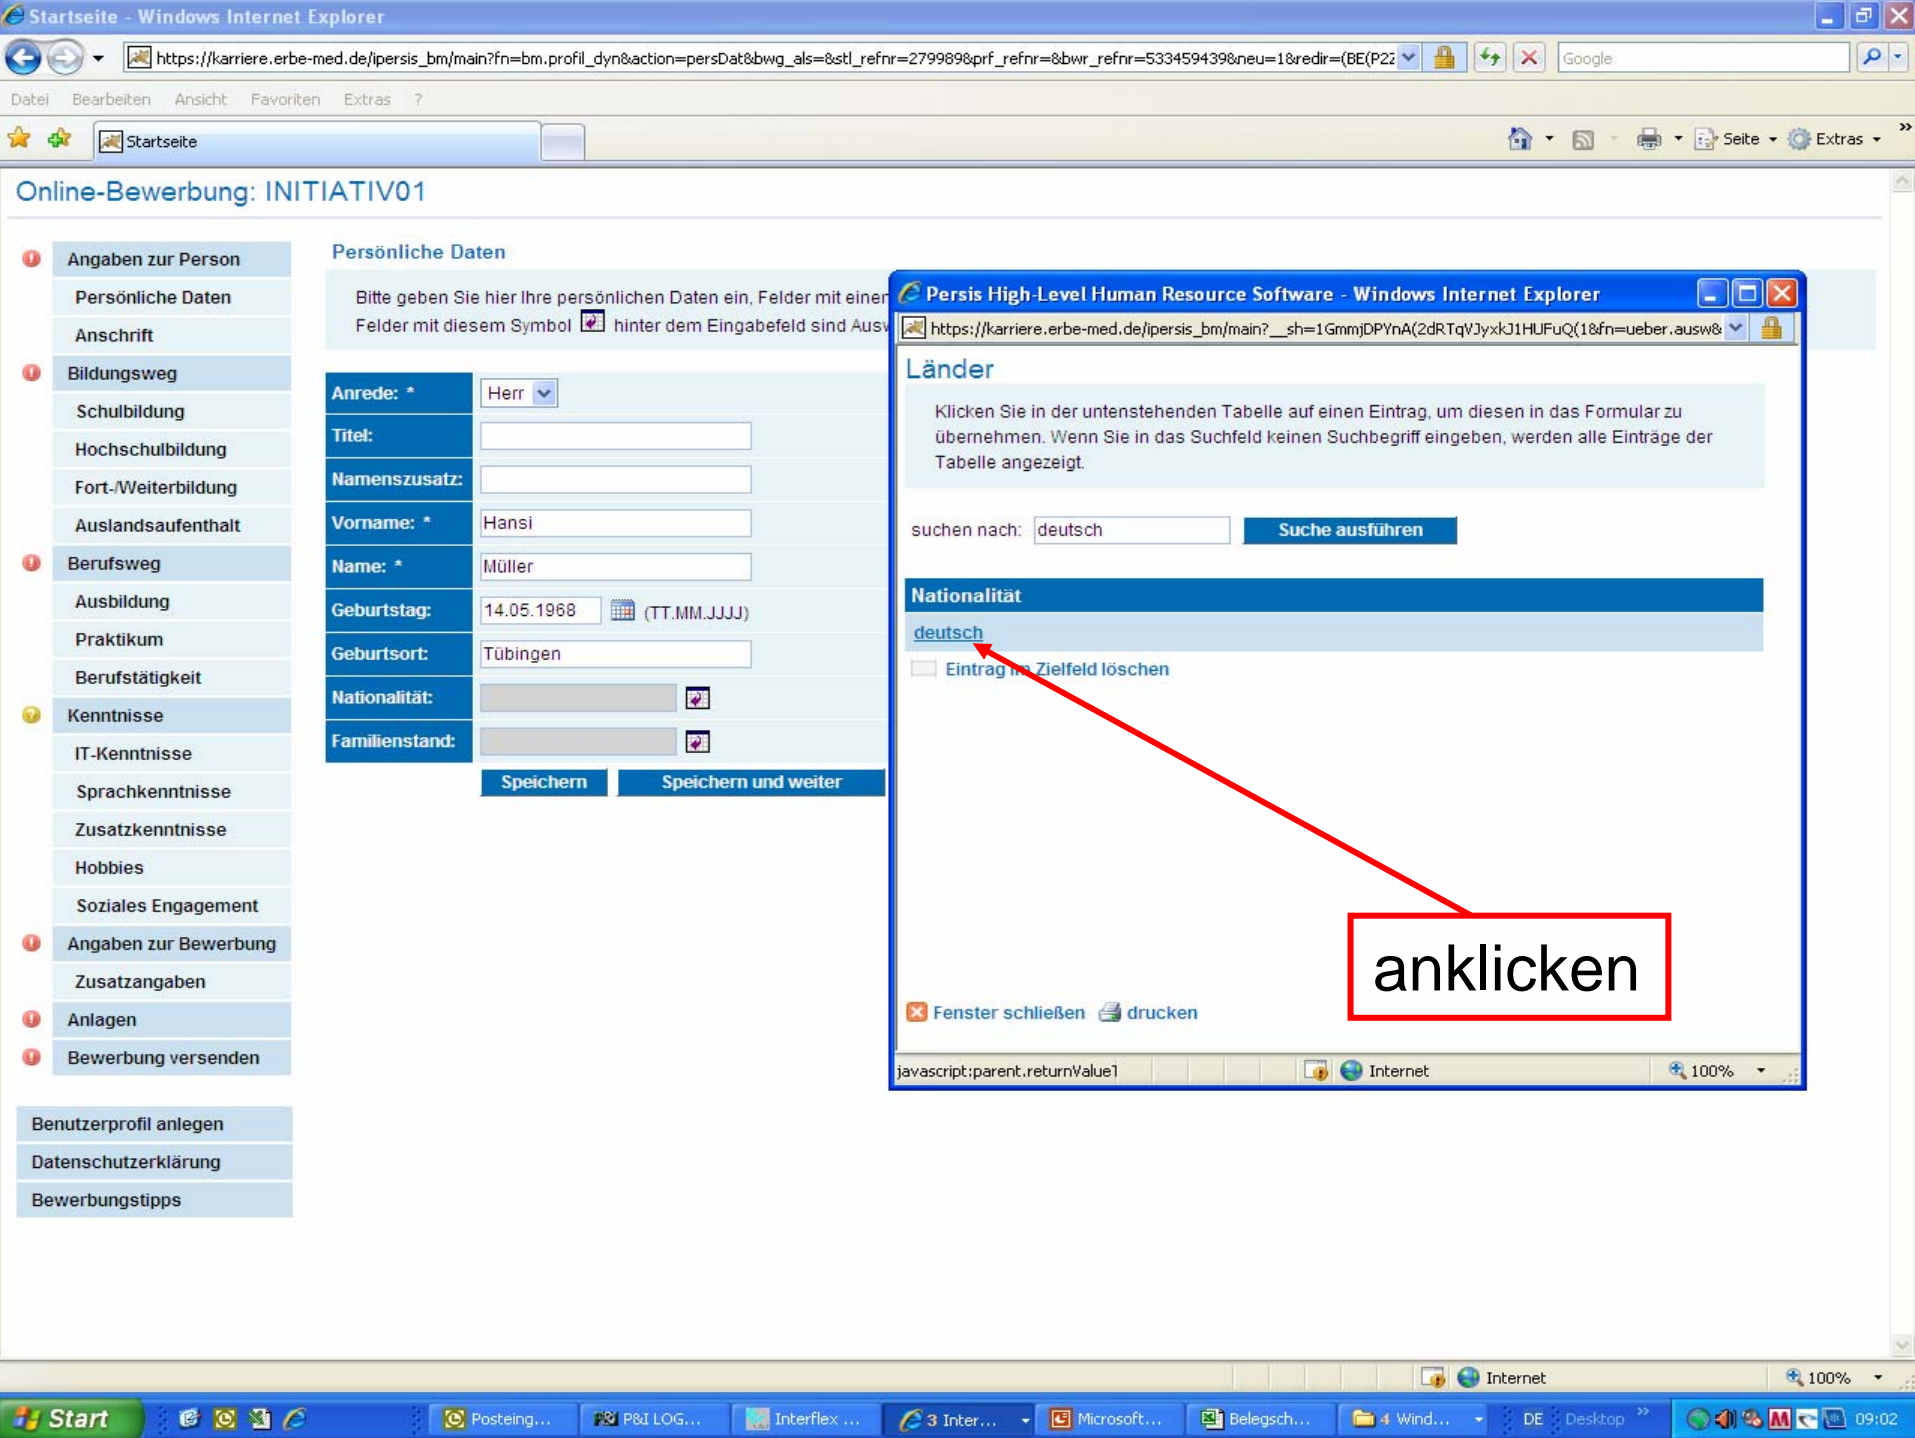 Startseite - Windows Internet Explorer
https://karriere.erbe-med.de/ipersis_bm/main?fn=bm.profil_dyn&action=persDat&bwg_als=&stl_refnr=279989&prf_refnr=&bwr_refnr=533459439&neu=1&redir=(BE(P22
Google
Datei Bearbeiten Ansicht Favoriten Extras ?
Startseite
Seite Extras »
Online-Bewerbung: INITIATIV01
Angaben zur Person
Persönliche Daten
Anschrift
Bildungsweg
Schulbildung
Hochschulbildung
Fort-/Weiterbildung
Auslandsaufenthalt
Berufsweg
Ausbildung
Praktikum
Berufstätigkeit
Kenntnisse
IT-Kenntnisse
Sprachkenntnisse
Zusatzkenntnisse
Hobbies
Soziales Engagement
Angaben zur Bewerbung
Zusatzangaben
Anlagen
Bewerbung versenden
Benutzerprofil anlegen
Datenschutzerklärung
Bewerbungstipps
Persönliche Daten
Bitte geben Sie hier Ihre persönlichen Daten ein, Felder mit einer
Felder mit diesem Symbol hinter dem Eingabefeld sind Ausw
Anrede: * Herr
Titel:
Namenszusatz:
Vorname: * Hansi
Name: * Müller
Geburtstag: 14.05.1968 (TT.MM.JJJJ)
Geburtsort: Tübingen
Nationalität:
Familienstand:
Speichern Speichern und weiter
Persis High-Level Human Resource Software - Windows Internet Explorer
https://karriere.erbe-med.de/ipersis_bm/main?__sh=1GmmjDPYnA(2dRTqVJyxkJ1HUFuQ(1&fn=ueber.ausw&
Länder
Klicken Sie in der untenstehenden Tabelle auf einen Eintrag, um diesen in das Formular zu
übernehmen. Wenn Sie in das Suchfeld keinen Suchbegriff eingeben, werden alle Einträge der
Tabelle angezeigt.
suchen nach: deutsch Suche ausführen
Nationalität
deutsch
Eintrag im Zielfeld löschen
anklicken
Fenster schließen drucken
javascript:parent.returnValue1 Internet 100%
Internet 100%
Start Posteing... P&I LOG... Interflex ... 3 Inter... Microsoft... Belegsch... 4 Wind... DE Desktop » 09:02